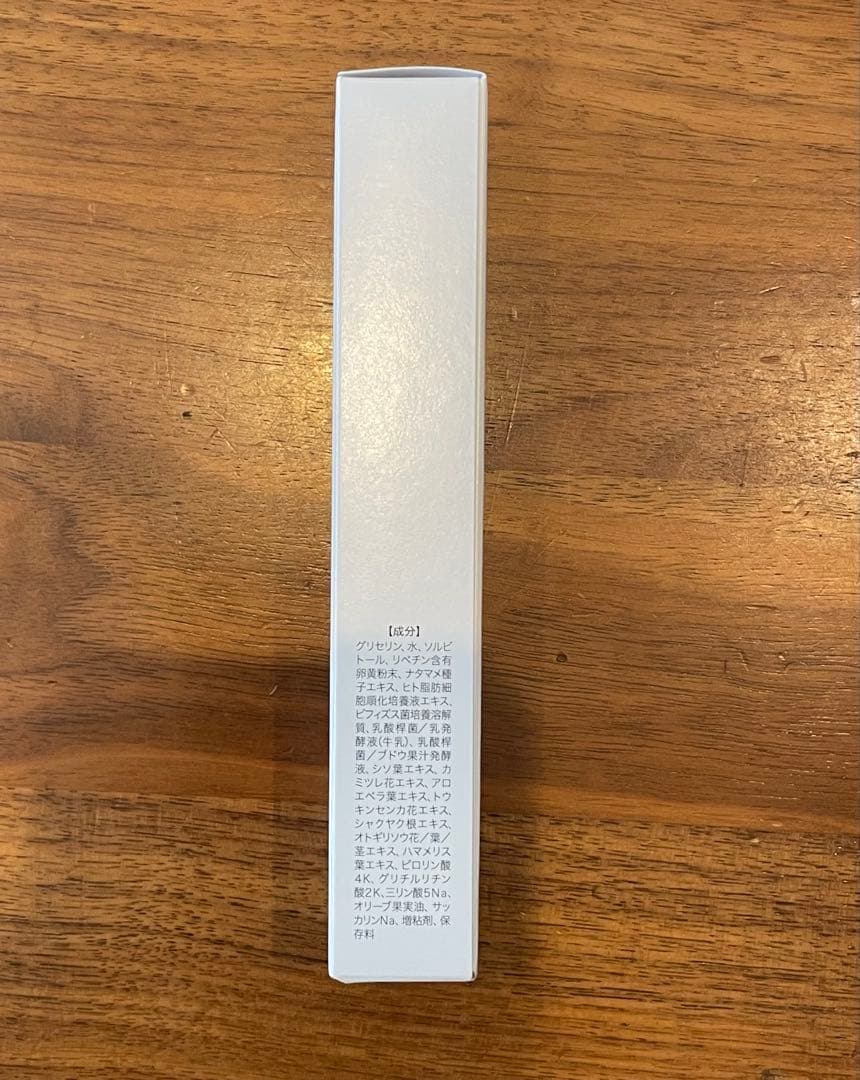 【成分】
グリセリン、水、ソルビ
トール、リペチン含有
卵黄粉末、ナタマメ種
子エキス、ヒト脂肪細
胞順化培養液エキス、
ビフィズス菌培養溶解
質、乳酸桿菌／乳発
酵液(牛乳)、乳酸桿
菌／ブドウ果汁発酵
液、シソ葉エキス、カ
ミツレ花エキス、アロ
エベラ葉エキス、トウ
キンセンカ花エキス、
シャクヤク根エキス、
オトギリソウ花／葉／
茎エキス、ハマメリス
葉エキス、ピロリン酸
4K、グリチルリチン
酸2K、三リン酸5Na、
オリーブ果実油、サッ
カリンNa、増粘剤、保
存料